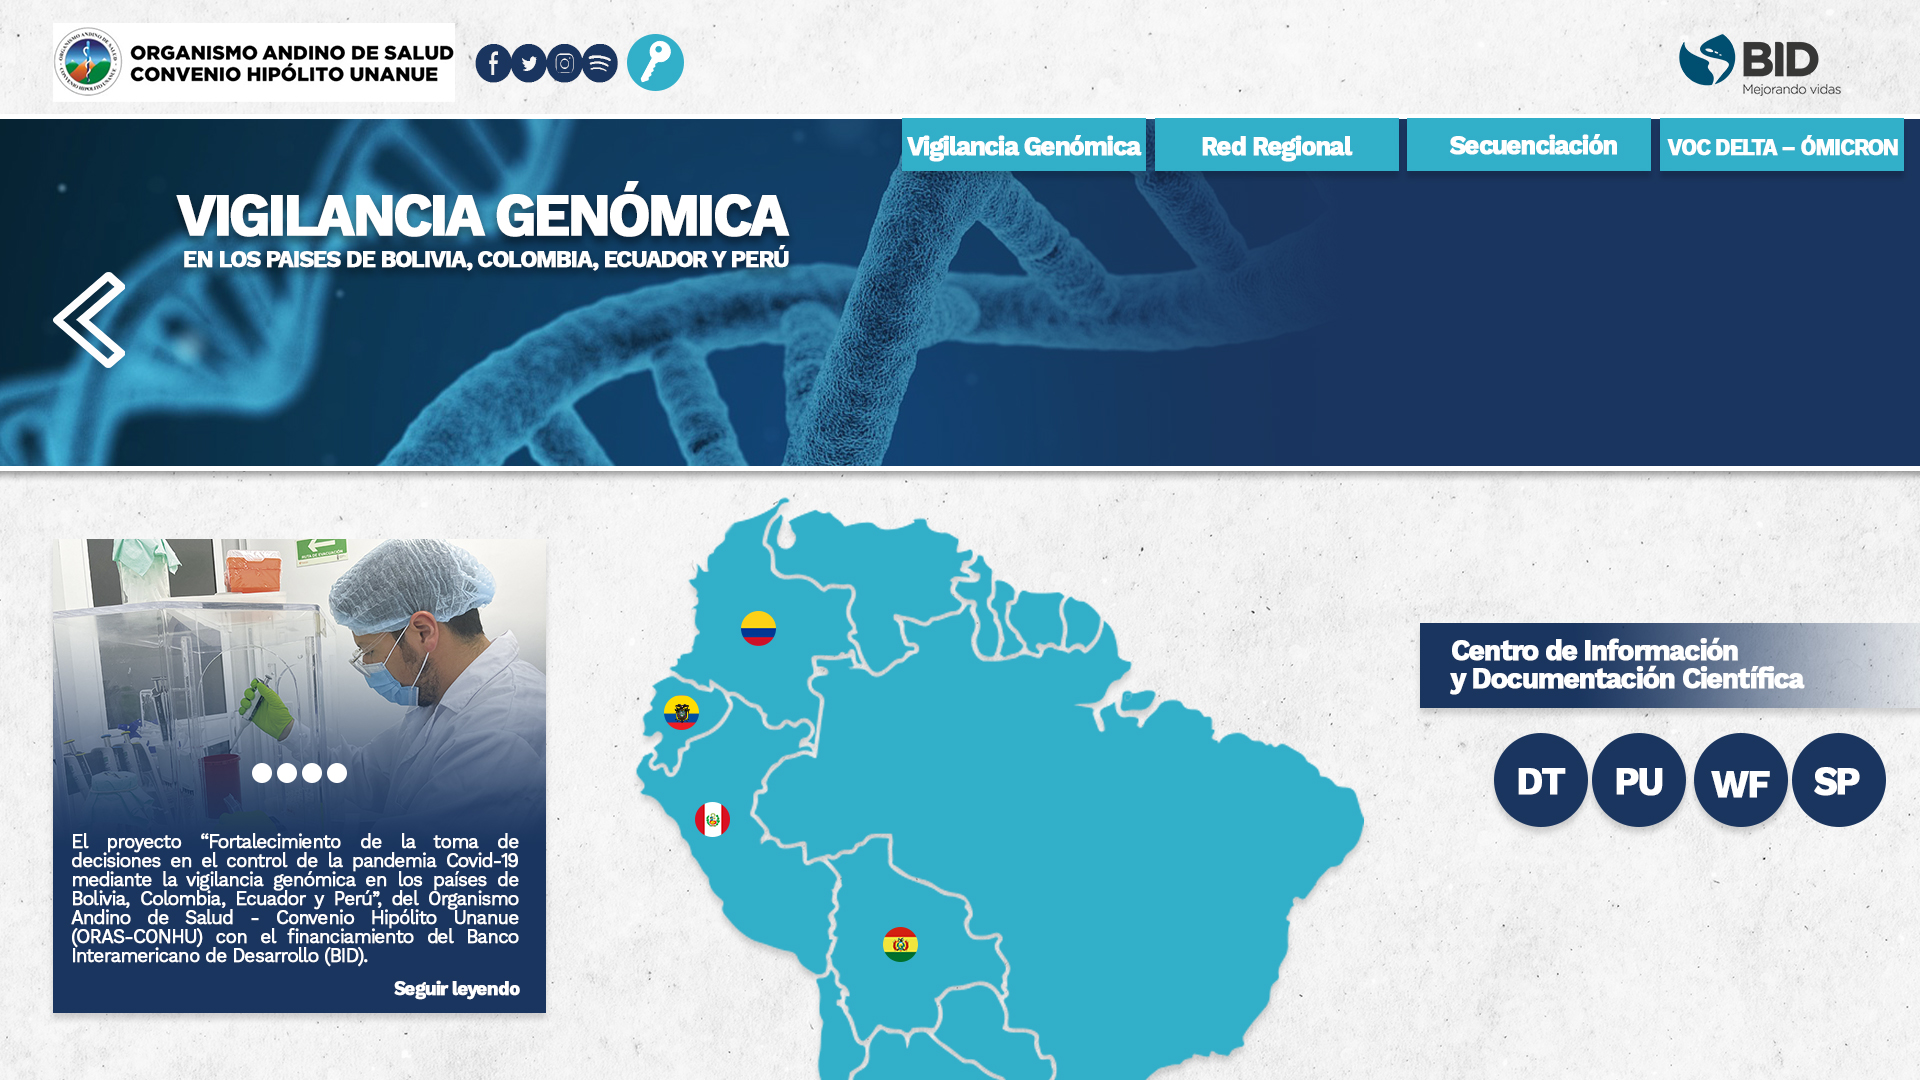 ORGANISMO ANDINO DE SALUD
CONVENIO HIPÓLITO UNANUE
BID
Mejorando vidas
Vigilancia Genómica
Red Regional
Secuenciación
VOC DELTA – ÓMICRON
VIGILANCIA GENÓMICA
EN LOS PAISES DE BOLIVIA, COLOMBIA, ECUADOR Y PERÚ
Centro de Información
y Documentación Científica
DT
PU
WF
SP
El proyecto “Fortalecimiento de la toma de
decisiones en el control de la pandemia Covid-19
mediante la vigilancia genómica en los países de
Bolivia, Colombia, Ecuador y Perú”, del Organismo
Andino de Salud - Convenio Hipólito Unanue
(ORAS-CONHU) con el financiamiento del Banco
Interamericano de Desarrollo (BID).
Seguir leyendo